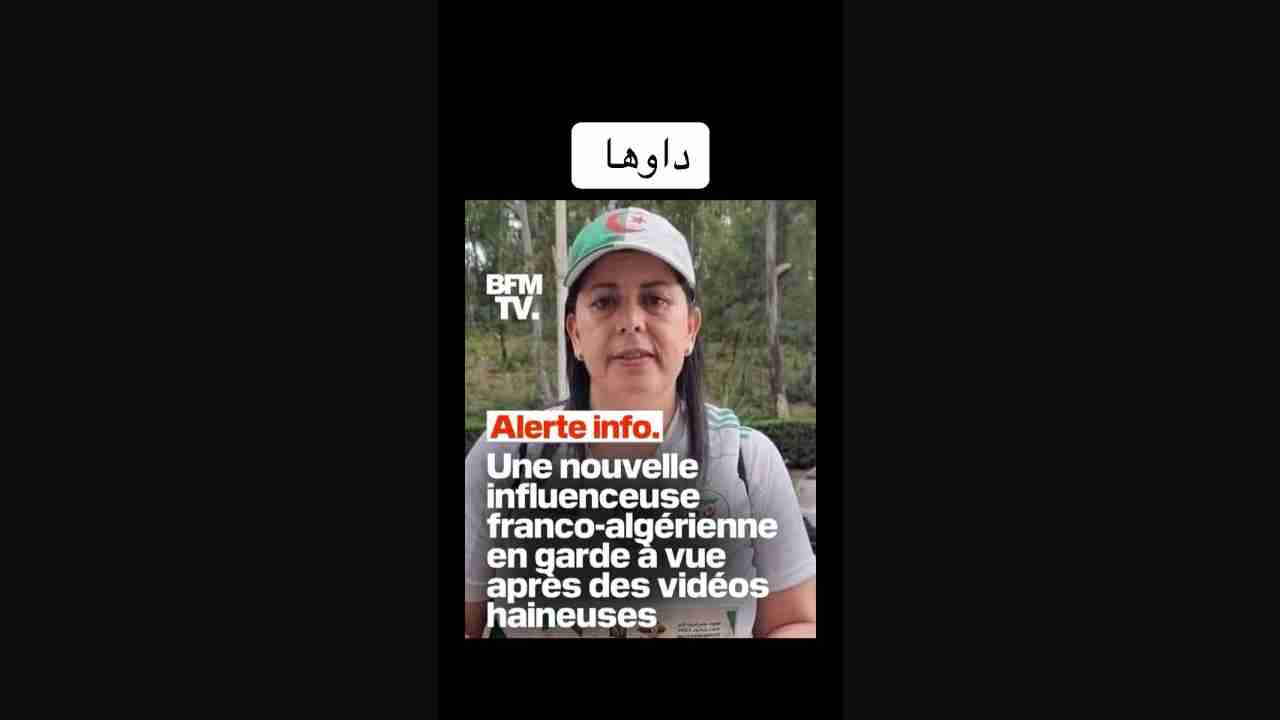 داوها
BFM
TV.
Alerte info.
Une nouvelle
influenceuse
franco-algérienne
en garde à vue
après des vidéos
haineuses